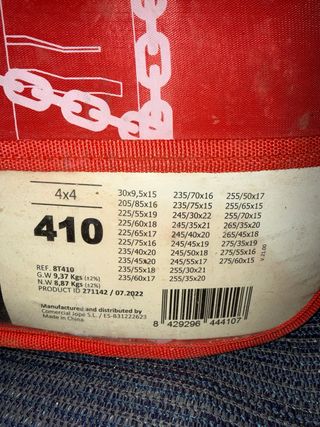 4x4
410
REF. 8T410
G.W 9,37 Kgs (±2%)
N.W 8,87 Kgs (±2%)
PRODUCT ID 271142 / 07.2022
30x9,5x15
205/85x16
225/55x19
225/60x18
225/65x17
225/75x16
235/40x20
235/45x20
235/55x18
235/60x17
235/70x16
235/75x15
245/30x22
245/35x21
245/40x20
245/45x19
245/50x18
245/55x17
255/30x21
255/35x20
255/50x17
255/65x15
255/70x15
265/35x20
265/45x18
275/35x19
275/55x15
275/60x15
V.21.00
Manufactured and distributed by
Comercial Jope S.L. / ES-B31222623
Made in China
8 429296 444107